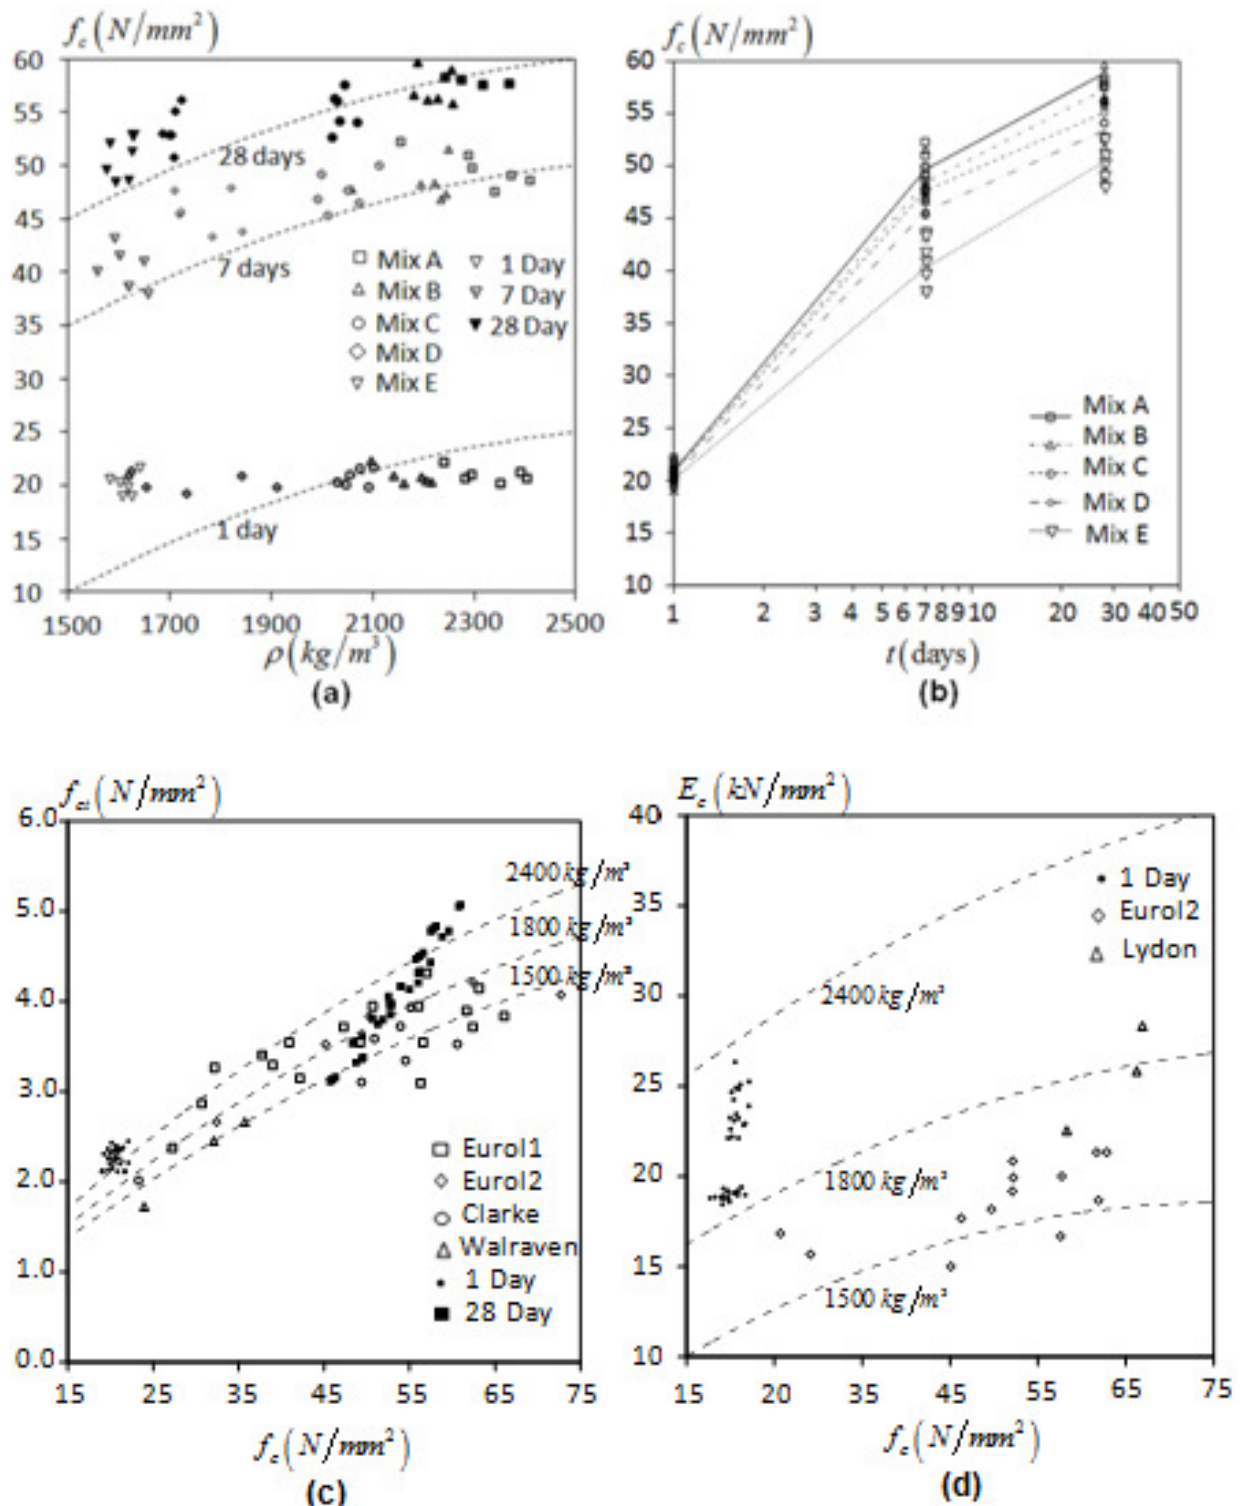 f_c (N/mm²)
60
55
50
45
40
35
30
25
20
15
10
28 days
7 days
1 day
Mix A
Mix B
Mix C
Mix D
Mix E
1 Day
7 Day
28 Day
1500 1700 1900 2100 2300 2500
ρ(kg/m³)
(a)
f_c (N/mm²)
60
55
50
45
40
35
30
25
20
15
10
Mix A
Mix B
Mix C
Mix D
Mix E
1 2 3 4 5 6 7 8 9 10 20 30 40 50
t(days)
(b)
f_ct (N/mm²)
6.0
5.0
4.0
3.0
2.0
1.0
0.0
2400 kg/m³
1800 kg/m³
1500 kg/m³
Eurol1
Eurol2
Clarke
Walraven
1 Day
28 Day
15 25 35 45 55 65 75
f_c (N/mm²)
(c)
E_c (kN/mm²)
40
35
30
25
20
15
10
1 Day
Eurol2
Lydon
2400 kg/m³
1800 kg/m³
1500 kg/m³
15 20 35 45 55 65 75
f_c (N/mm²)
(d)